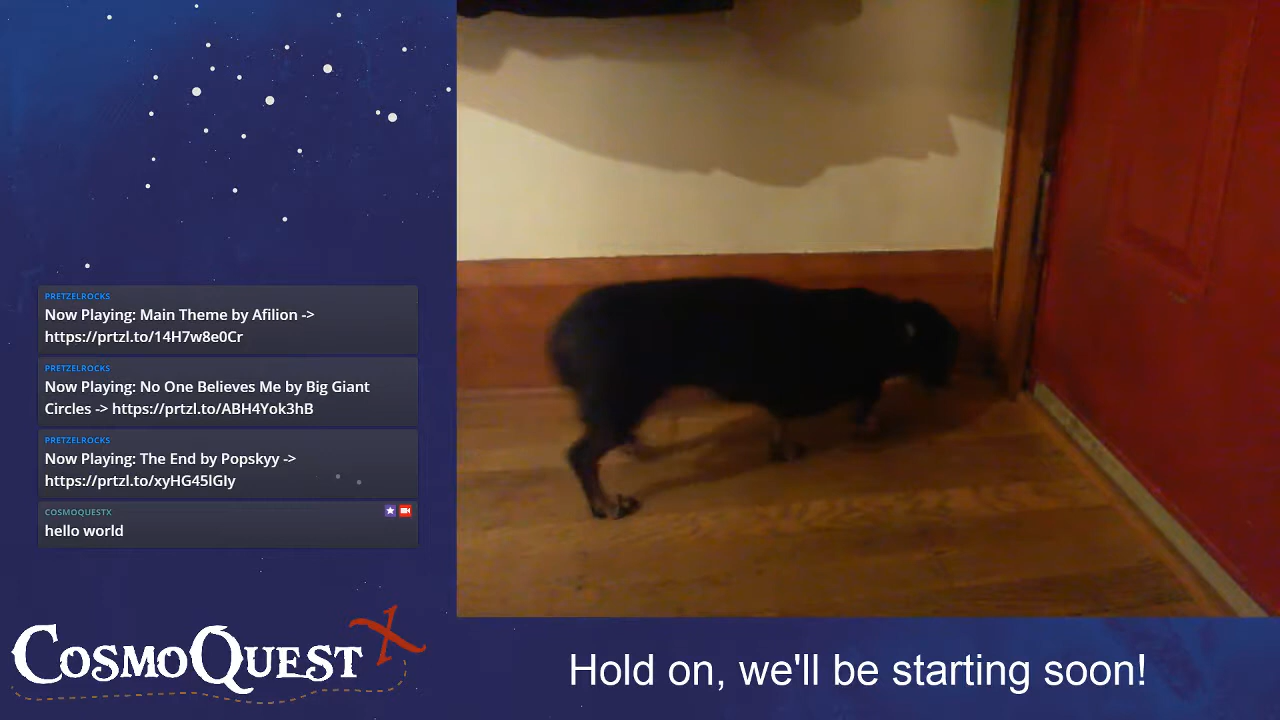 PRETZELROCKS
Now Playing: Main Theme by Afilion ->
https://prtzl.to/14H7w8e0Cr
PRETZELROCKS
Now Playing: No One Believes Me by Big Giant
Circles -> https://prtzl.to/ABH4Yok3hB
PRETZELROCKS
Now Playing: The End by Popskyy ->
https://prtzl.to/xyHG45lGIy
COSMOQUESTX
hello world
COSMOQUEST X
Hold on, we'll be starting soon!